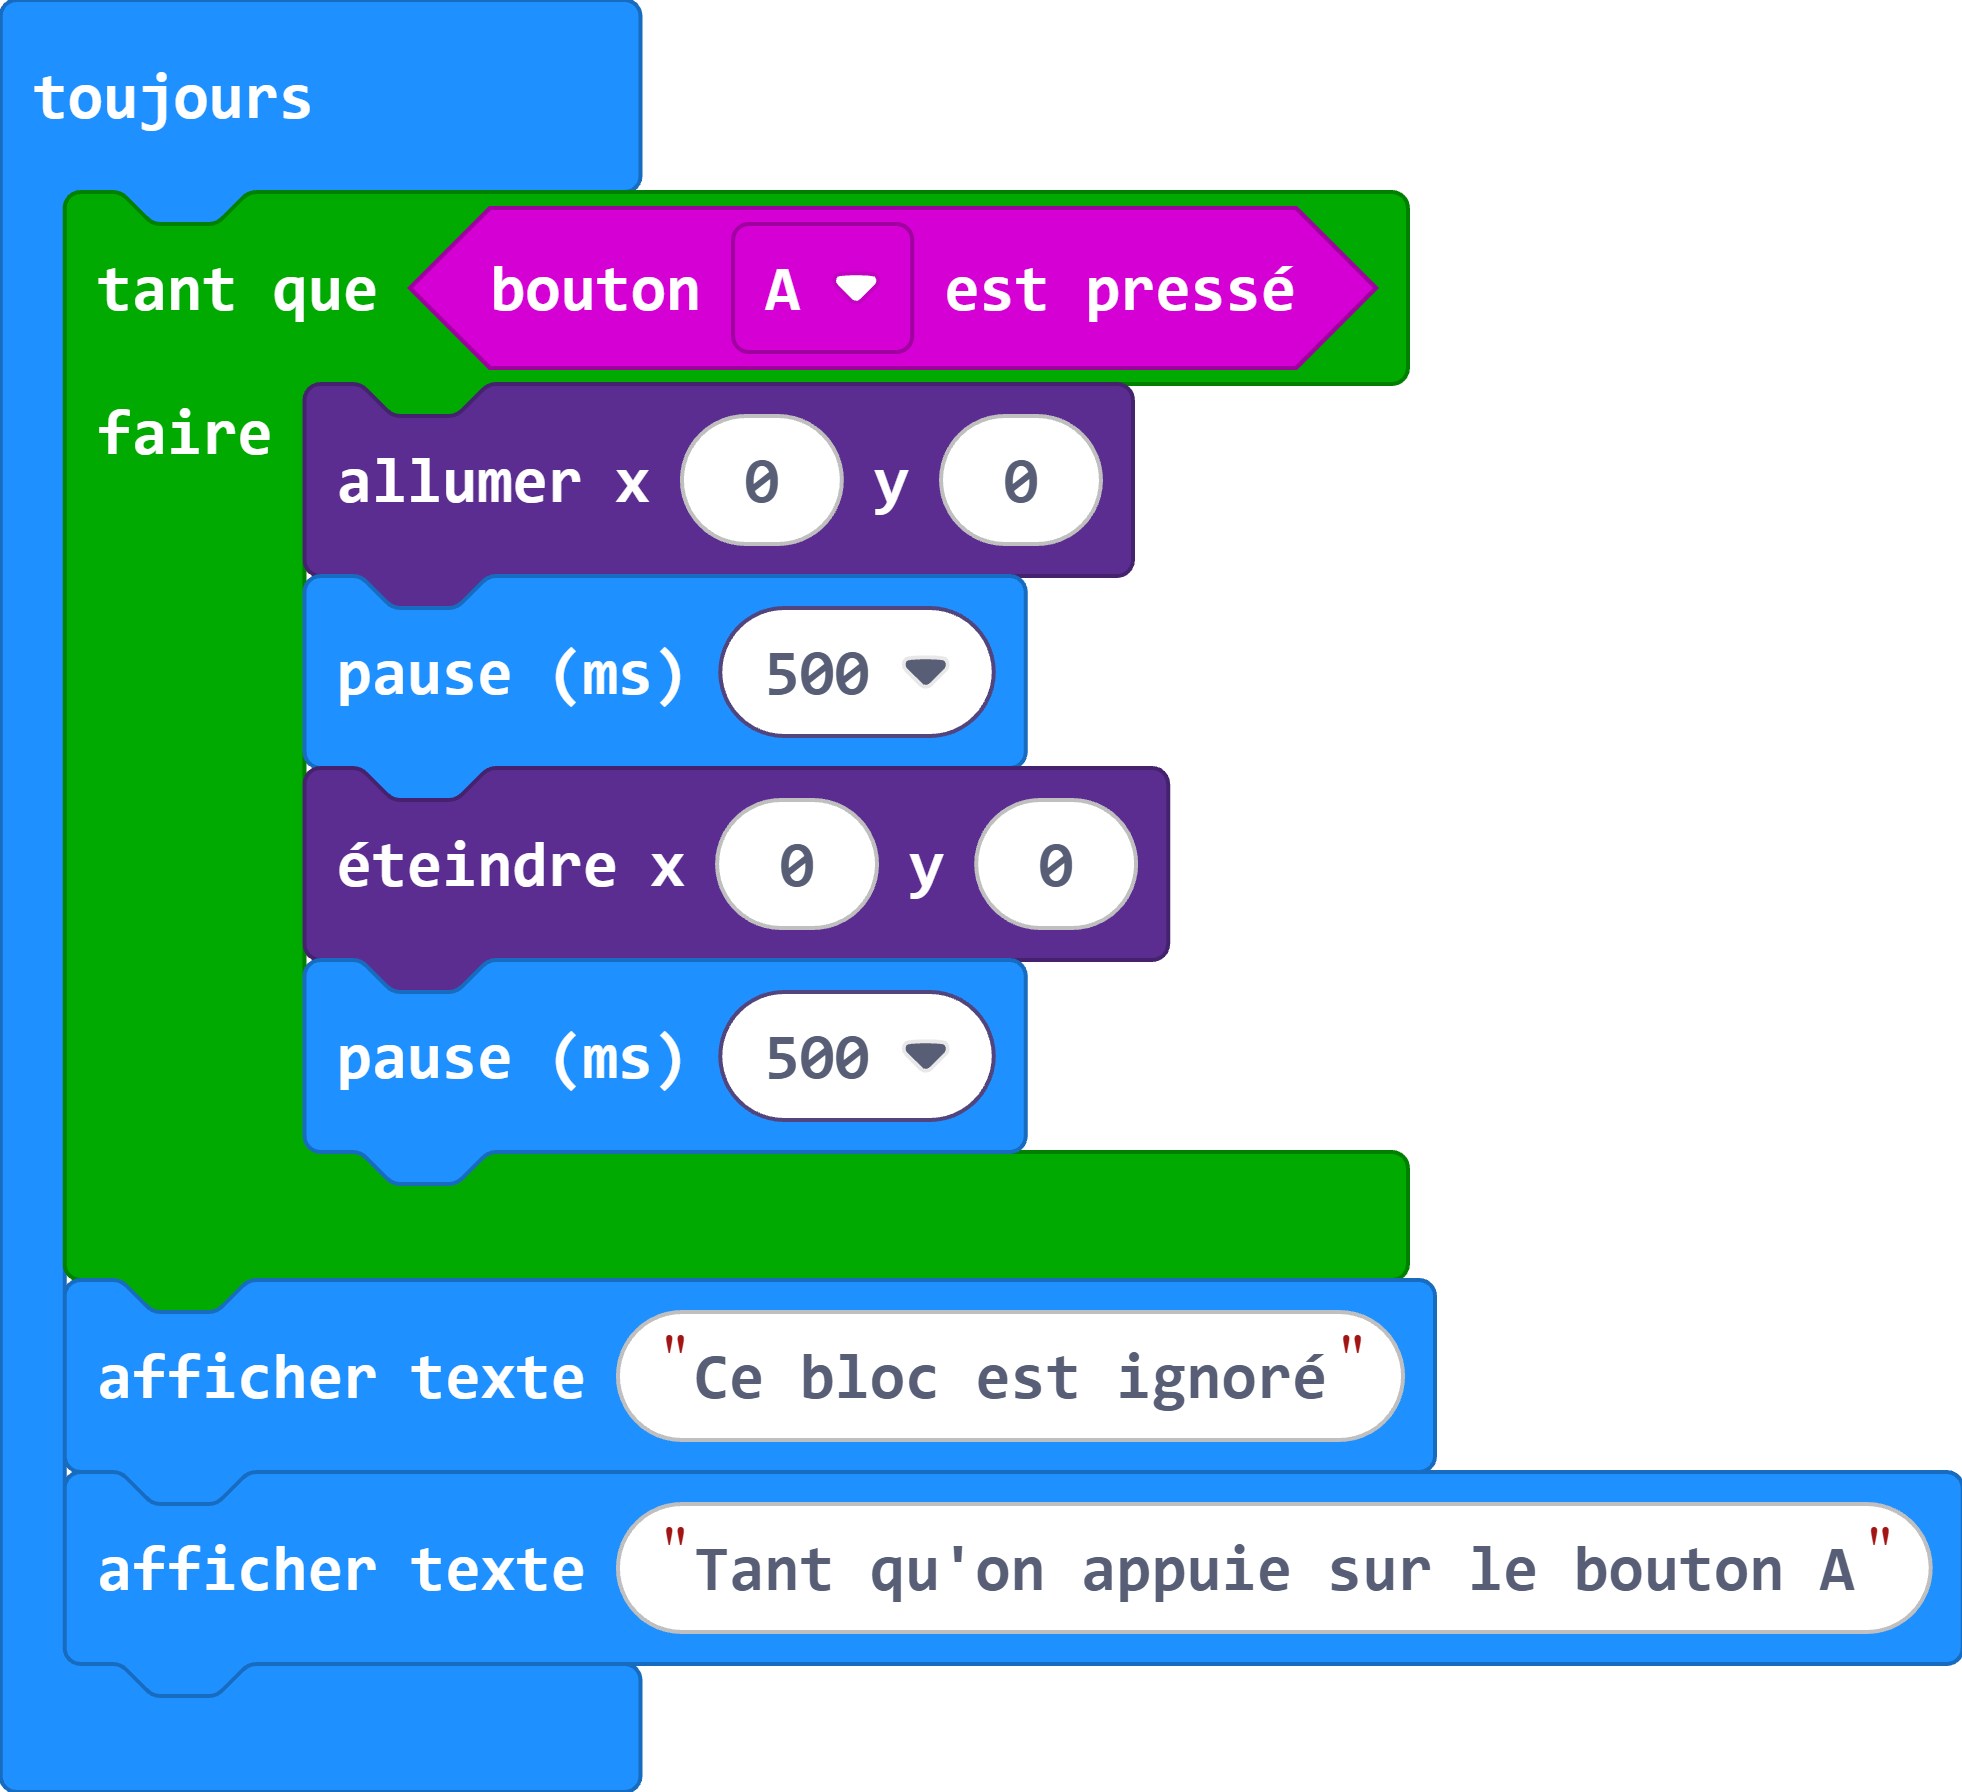 toujours
tant que bouton A est pressé
faire
allumer x 0 y 0
pause (ms) 500
éteindre x 0 y 0
pause (ms) 500
afficher texte "Ce bloc est ignoré"
afficher texte "Tant qu'on appuie sur le bouton A"